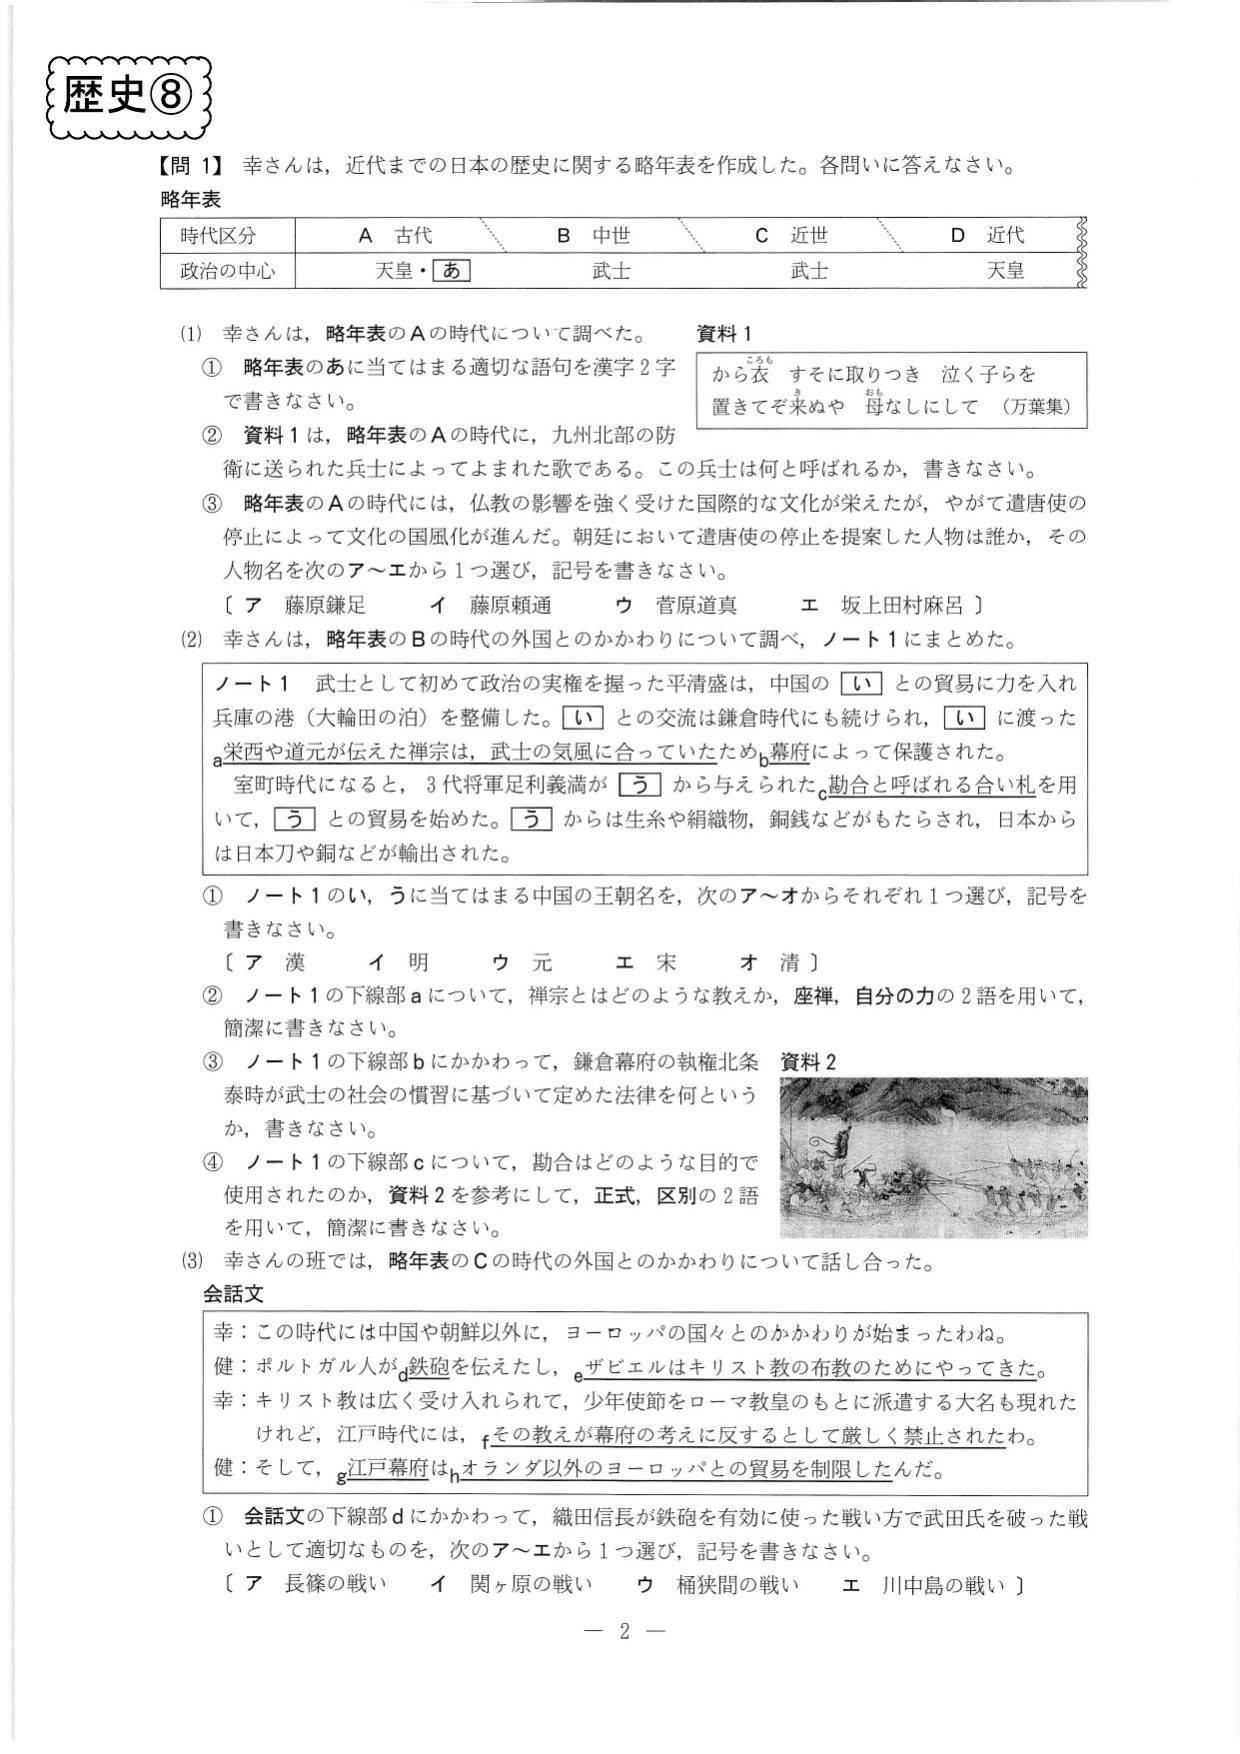 歴史⑧
【問 1】 幸さんは，近代までの日本の歴史に関する略年表を作成した。各問いに答えなさい。
略年表
時代区分 A 古代 B 中世 C 近世 D 近代
政治の中心 天皇・あ 武士 武士 天皇
(1) 幸さんは，略年表のAの時代について調べた。
① 略年表のあに当てはまる適切な語句を漢字2字
で書きなさい。
資料1
から衣 すそに取りつき 泣く子らを
ころも
置きてぞ来ぬや 母なしにして （万葉集）
き おも
② 資料1は，略年表のAの時代に，九州北部の防
衛に送られた兵士によってよまれた歌である。この兵士は何と呼ばれるか，書きなさい。
③ 略年表のAの時代には，仏教の影響を強く受けた国際的な文化が栄えたが，やがて遣唐使の
停止によって文化の国風化が進んだ。朝廷において遣唐使の停止を提案した人物は誰か，その
人物名を次のア～エから1つ選び，記号を書きなさい。
〔 ア 藤原鎌足 イ 藤原頼通 ウ 菅原道真 エ 坂上田村麻呂 〕
(2) 幸さんは，略年表のBの時代の外国とのかかわりについて調べ，ノート1にまとめた。
ノート1 武士として初めて政治の実権を握った平清盛は，中国の い との貿易に力を入れ
兵庫の港（大輪田の泊）を整備した。い との交流は鎌倉時代にも続けられ，い に渡った
a栄西や道元が伝えた禅宗は，武士の気風に合っていたためb幕府によって保護された。
室町時代になると，3代将軍足利義満が う から与えられたc勘合と呼ばれる合い札を用
いて，う との貿易を始めた。う からは生糸や絹織物，銅銭などがもたらされ，日本から
は日本刀や銅などが輸出された。
① ノート1のい，うに当てはまる中国の王朝名を，次のア～オからそれぞれ1つ選び，記号を
書きなさい。
〔 ア 漢 イ 明 ウ 元 エ 宋 オ 清 〕
② ノート1の下線部aについて，禅宗とはどのような教えか，座禅，自分の力の2語を用いて，
簡潔に書きなさい。
③ ノート1の下線部bにかかわって，鎌倉幕府の執権北条
泰時が武士の社会の慣習に基づいて定めた法律を何という
か，書きなさい。
資料2
④ ノート1の下線部cについて，勘合はどのような目的で
使用されたのか，資料2を参考にして，正式，区別の2語
を用いて，簡潔に書きなさい。
(3) 幸さんの班では，略年表のCの時代の外国とのかかわりについて話し合った。
会話文
幸：この時代には中国や朝鮮以外に，ヨーロッパの国々とのかかわりが始まったわね。
健：ポルトガル人がd鉄砲を伝えたし，eザビエルはキリスト教の布教のためにやってきた。
幸：キリスト教は広く受け入れられて，少年使節をローマ教皇のもとに派遣する大名も現れた
けれど，江戸時代には，fその教えが幕府の考えに反するとして厳しく禁止されたわ。
健：そして，g江戸幕府はhオランダ以外のヨーロッパとの貿易を制限したんだ。
① 会話文の下線部dにかかわって，織田信長が鉄砲を有効に使った戦い方で武田氏を破った戦
いとして適切なものを，次のア～エから1つ選び，記号を書きなさい。
〔 ア 長篠の戦い イ 関ヶ原の戦い ウ 桶狭間の戦い エ 川中島の戦い 〕
— 2 —